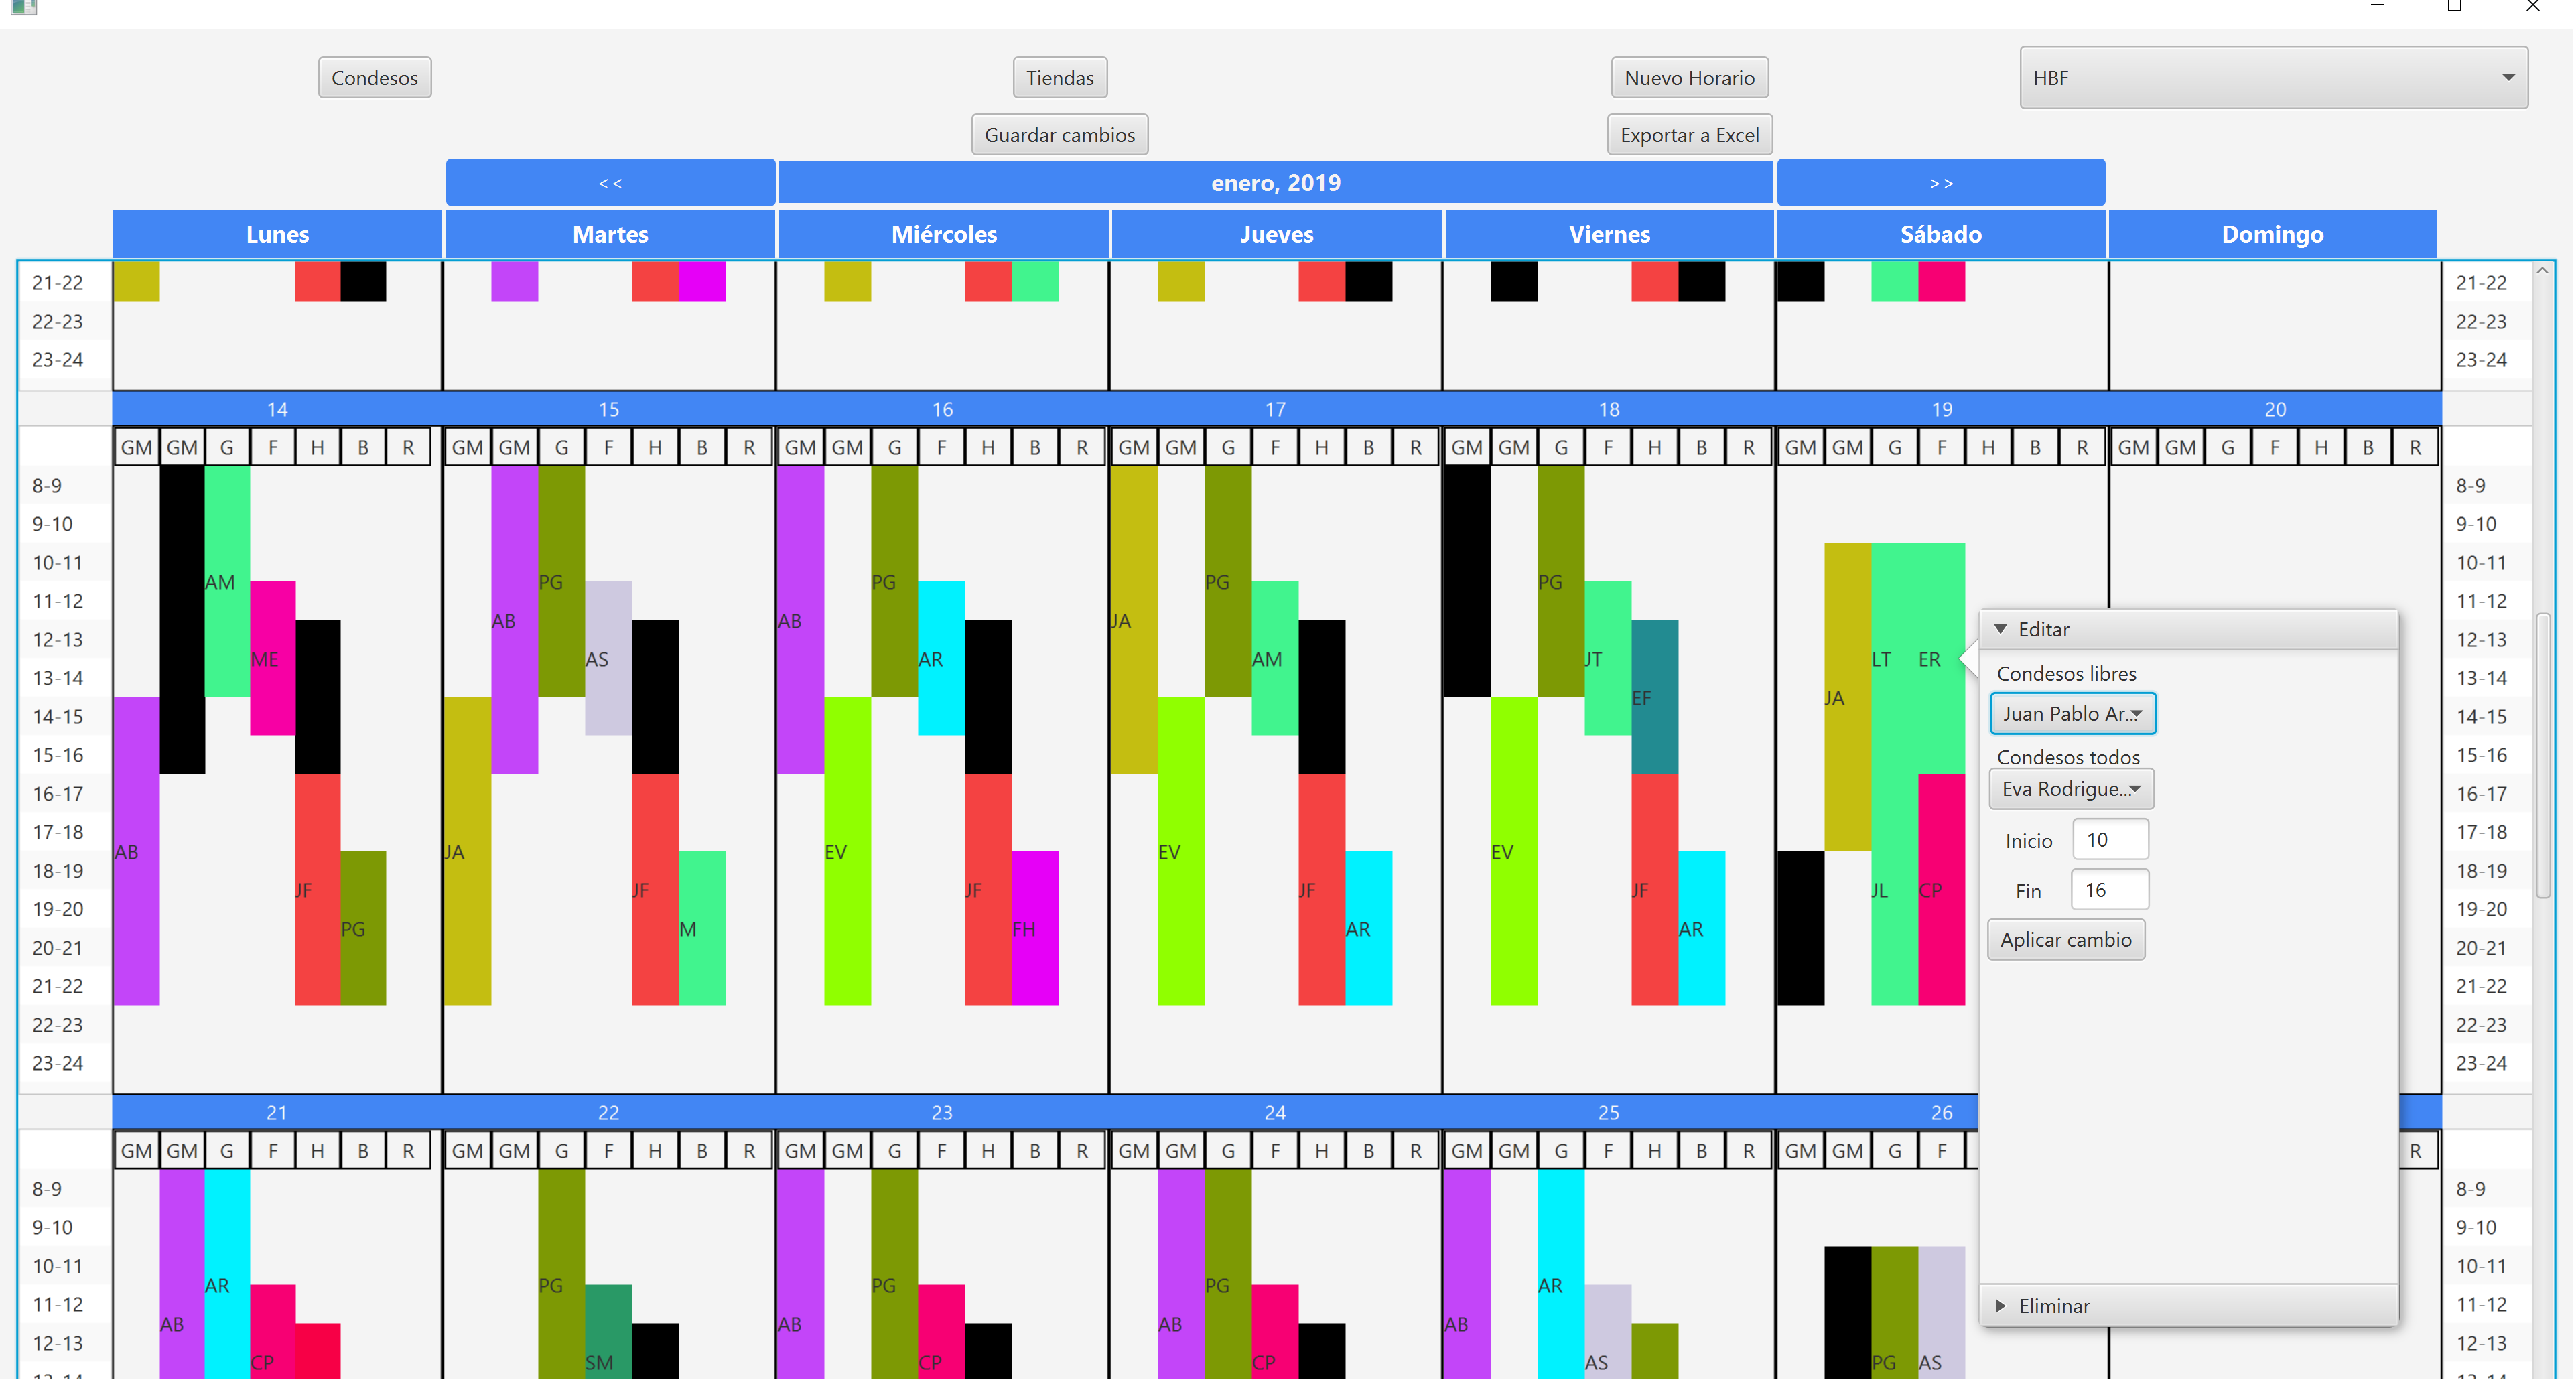 Condesos Tiendas Nuevo Horario HBF
Guardar cambios Exportar a Excel
<< enero, 2019 >>
Lunes Martes Miércoles Jueves Viernes Sábado Domingo
21-22 21-22
22-23 22-23
23-24 23-24
14 15 16 17 18 19 20
GM GM G F H B R GM GM G F H B R GM GM G F H B R GM GM G F H B R GM GM G F H B R GM GM G F H B R GM GM G F H B R
8-9 8-9
9-10 9-10
10-11 10-11
AM PG PG PG PG
11-12 11-12
AB AB JA
12-13 Editar 12-13
ME AS AR AM JT LT ER
13-14 Condesos libres 13-14
EF JA
14-15 Juan Pablo Ar... 14-15
15-16 Condesos todos 15-16
16-17 Eva Rodrigue... 16-17
17-18 Inicio 10 17-18
AB JA EV EV EV
18-19 18-19
JF JF JF JF JF JL CP Fin 16
19-20 19-20
PG M FH AR AR Aplicar cambio
20-21 20-21
21-22 21-22
22-23 22-23
23-24 23-24
21 22 23 24 25 26
GM GM G F H B R GM GM G F H B R GM GM G F H B R GM GM G F H B R GM GM G F H B R GM GM G F R
8-9 8-9
9-10 9-10
10-11 10-11
AR PG PG PG AR
11-12 Eliminar 11-12
AB AB AB AB
12-13 12-13
CP SM CP CP AS PG AS